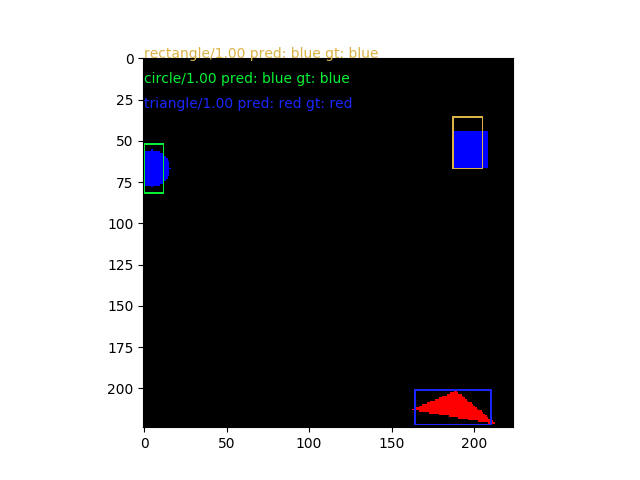 rectangle/1.00 pred: blue gt: blue
0
circle/1.00 pred: blue gt: blue
25
triangle/1.00 pred: red gt: red
50
75
100
125
150
175
200
0 50 100 150 200